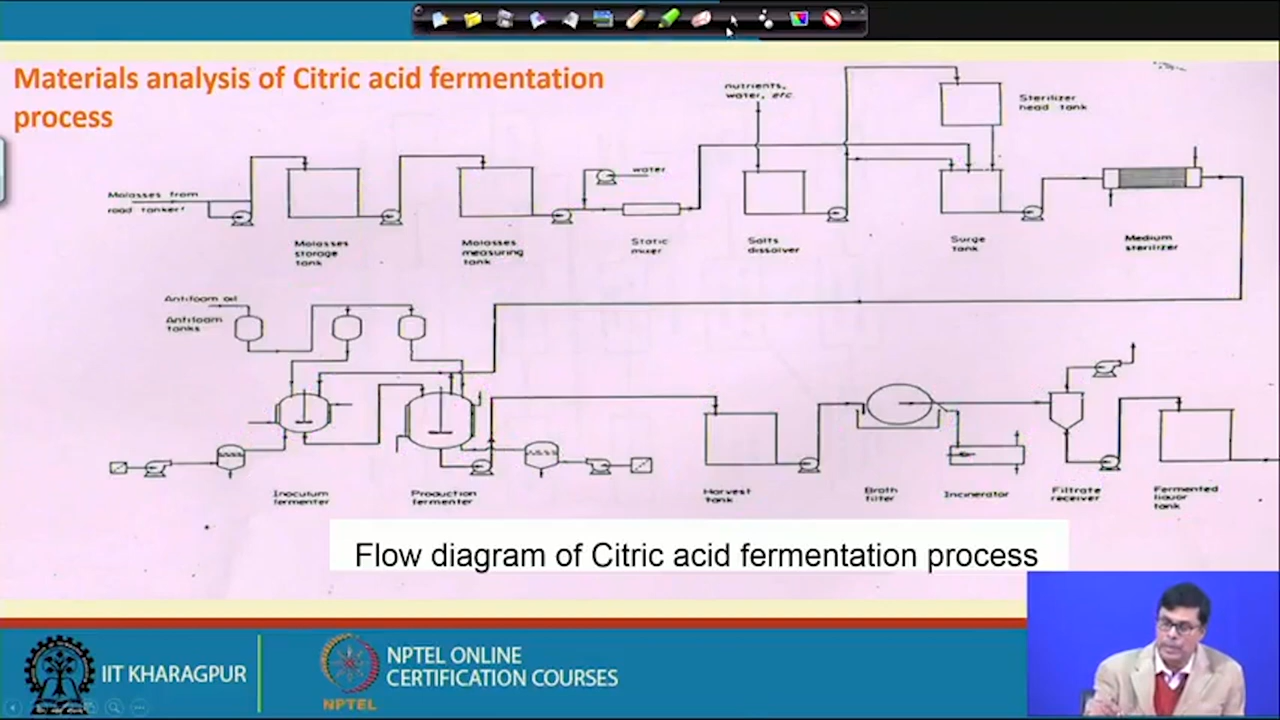 Materials analysis of Citric acid fermentation
process
nutrients,
water, etc.
Sterilizer
head tank
Molasses from
road tankers
water
Molasses
storage
tank
Molasses
measuring
tank
Static
mixer
Salts
dissolver
Surge
tank
Medium
sterilizer
Antifoam oil
Antifoam
tanks
Inoculum
fermenter
Production
fermenter
Harvest
tank
Broth
filter
Incinerator
Filtrate
receiver
Fermented
liquor
tank
Flow diagram of Citric acid fermentation process
IIT KHARAGPUR
NPTEL
NPTEL ONLINE
CERTIFICATION COURSES